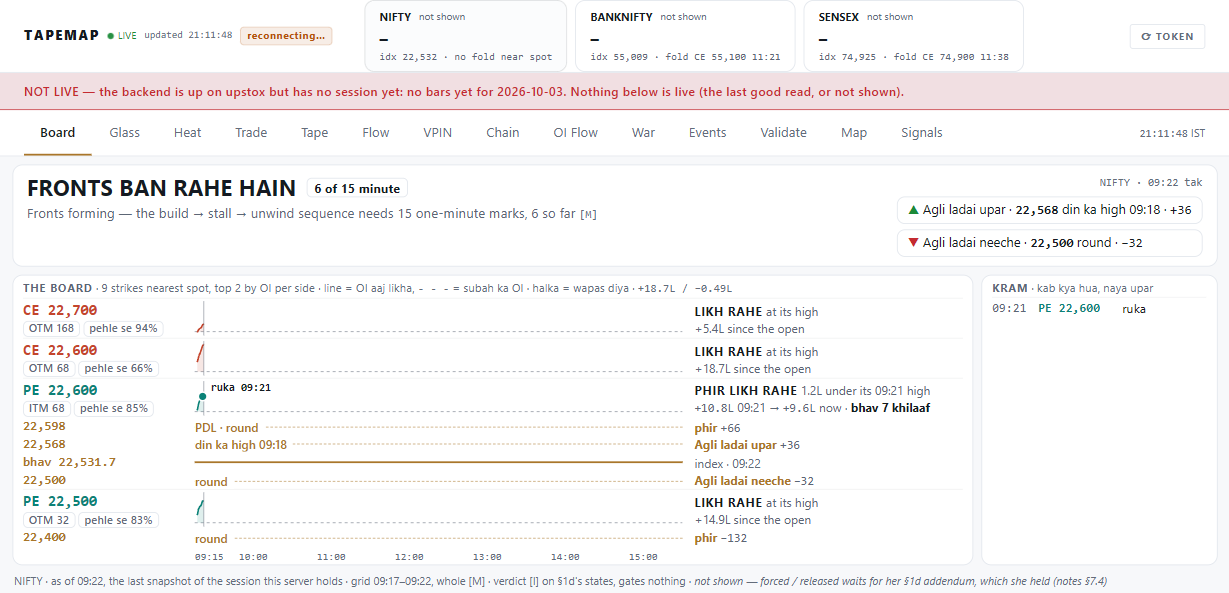 TAPEMAP ● LIVE updated 21:11:48 reconnecting…
NIFTY not shown
–
idx 22,532 · no fold near spot
BANKNIFTY not shown
–
idx 55,009 · fold CE 55,100 11:21
SENSEX not shown
–
idx 74,925 · fold CE 74,900 11:38
⟳ TOKEN
NOT LIVE — the backend is up on upstox but has no session yet: no bars yet for 2026-10-03. Nothing below is live (the last good read, or not shown).
Board Glass Heat Trade Tape Flow VPIN Chain OI Flow War Events Validate Map Signals 21:11:48 IST
FRONTS BAN RAHE HAIN 6 of 15 minute
Fronts forming — the build → stall → unwind sequence needs 15 one-minute marks, 6 so far [M]
NIFTY · 09:22 tak
▲ Agli ladai upar · 22,568 din ka high 09:18 · +36
▼ Agli ladai neeche · 22,500 round · −32
THE BOARD · 9 strikes nearest spot, top 2 by OI per side · line = OI aaj likha, - - - = subah ka OI · halka = wapas diya · +18.7L / −0.49L
CE 22,700 LIKH RAHE at its high
OTM 168 pehle se 94% +5.4L since the open
CE 22,600 LIKH RAHE at its high
OTM 68 pehle se 66% +18.7L since the open
PE 22,600 ruka 09:21 PHIR LIKH RAHE 1.2L under its 09:21 high
ITM 68 pehle se 85% +10.8L 09:21 → +9.6L now · bhav 7 khilaaf
22,598 PDL · round phir +66
22,568 din ka high 09:18 Agli ladai upar +36
bhav 22,531.7 index · 09:22
22,500 round Agli ladai neeche −32
PE 22,500 LIKH RAHE at its high
OTM 32 pehle se 83% +14.9L since the open
22,400 round phir −132
09:15 10:00 11:00 12:00 13:00 14:00 15:00
KRAM · kab kya hua, naya upar
09:21 PE 22,600 ruka
NIFTY · as of 09:22, the last snapshot of the session this server holds · grid 09:17–09:22, whole [M] · verdict [I] on §1d's states, gates nothing · not shown — forced / released waits for her §1d addendum, which she held (notes §7.4)